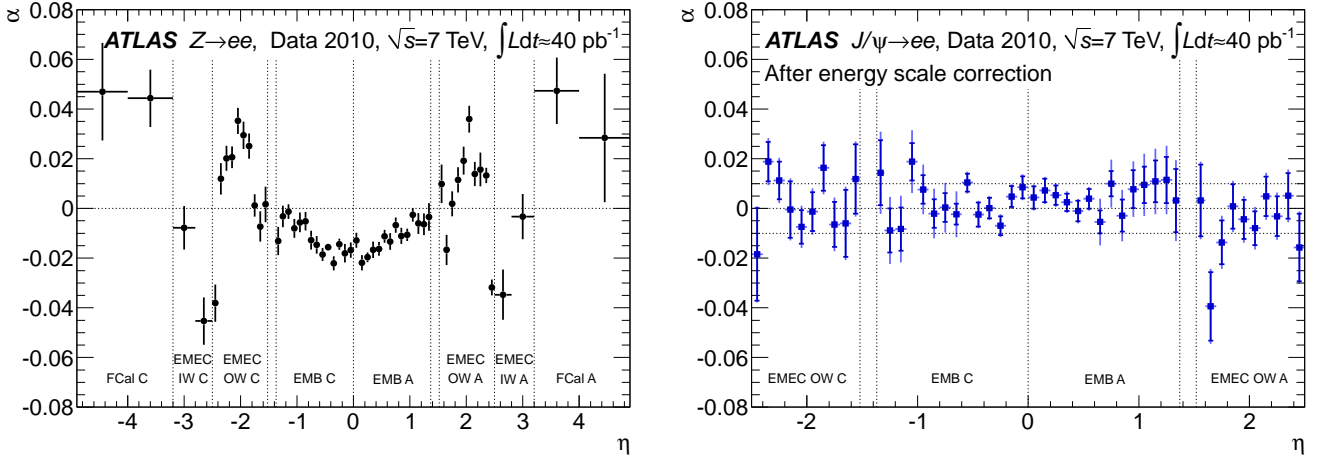 α
0.08
0.06
0.04
0.02
0
-0.02
-0.04
-0.06
-0.08
ATLAS Z→ee, Data 2010, √s=7 TeV, ∫Ldt≈40 pb⁻¹
FCal C
EMEC IW C
EMEC OW C
EMB C
EMB A
EMEC OW A
EMEC IW A
FCal A
-4 -3 -2 -1 0 1 2 3 4
η
α
0.08
0.06
0.04
0.02
0
-0.02
-0.04
-0.06
-0.08
ATLAS J/ψ→ee, Data 2010, √s=7 TeV, ∫Ldt≈40 pb⁻¹
After energy scale correction
EMEC OW C
EMB C
EMB A
EMEC OW A
-2 -1 0 1 2
η